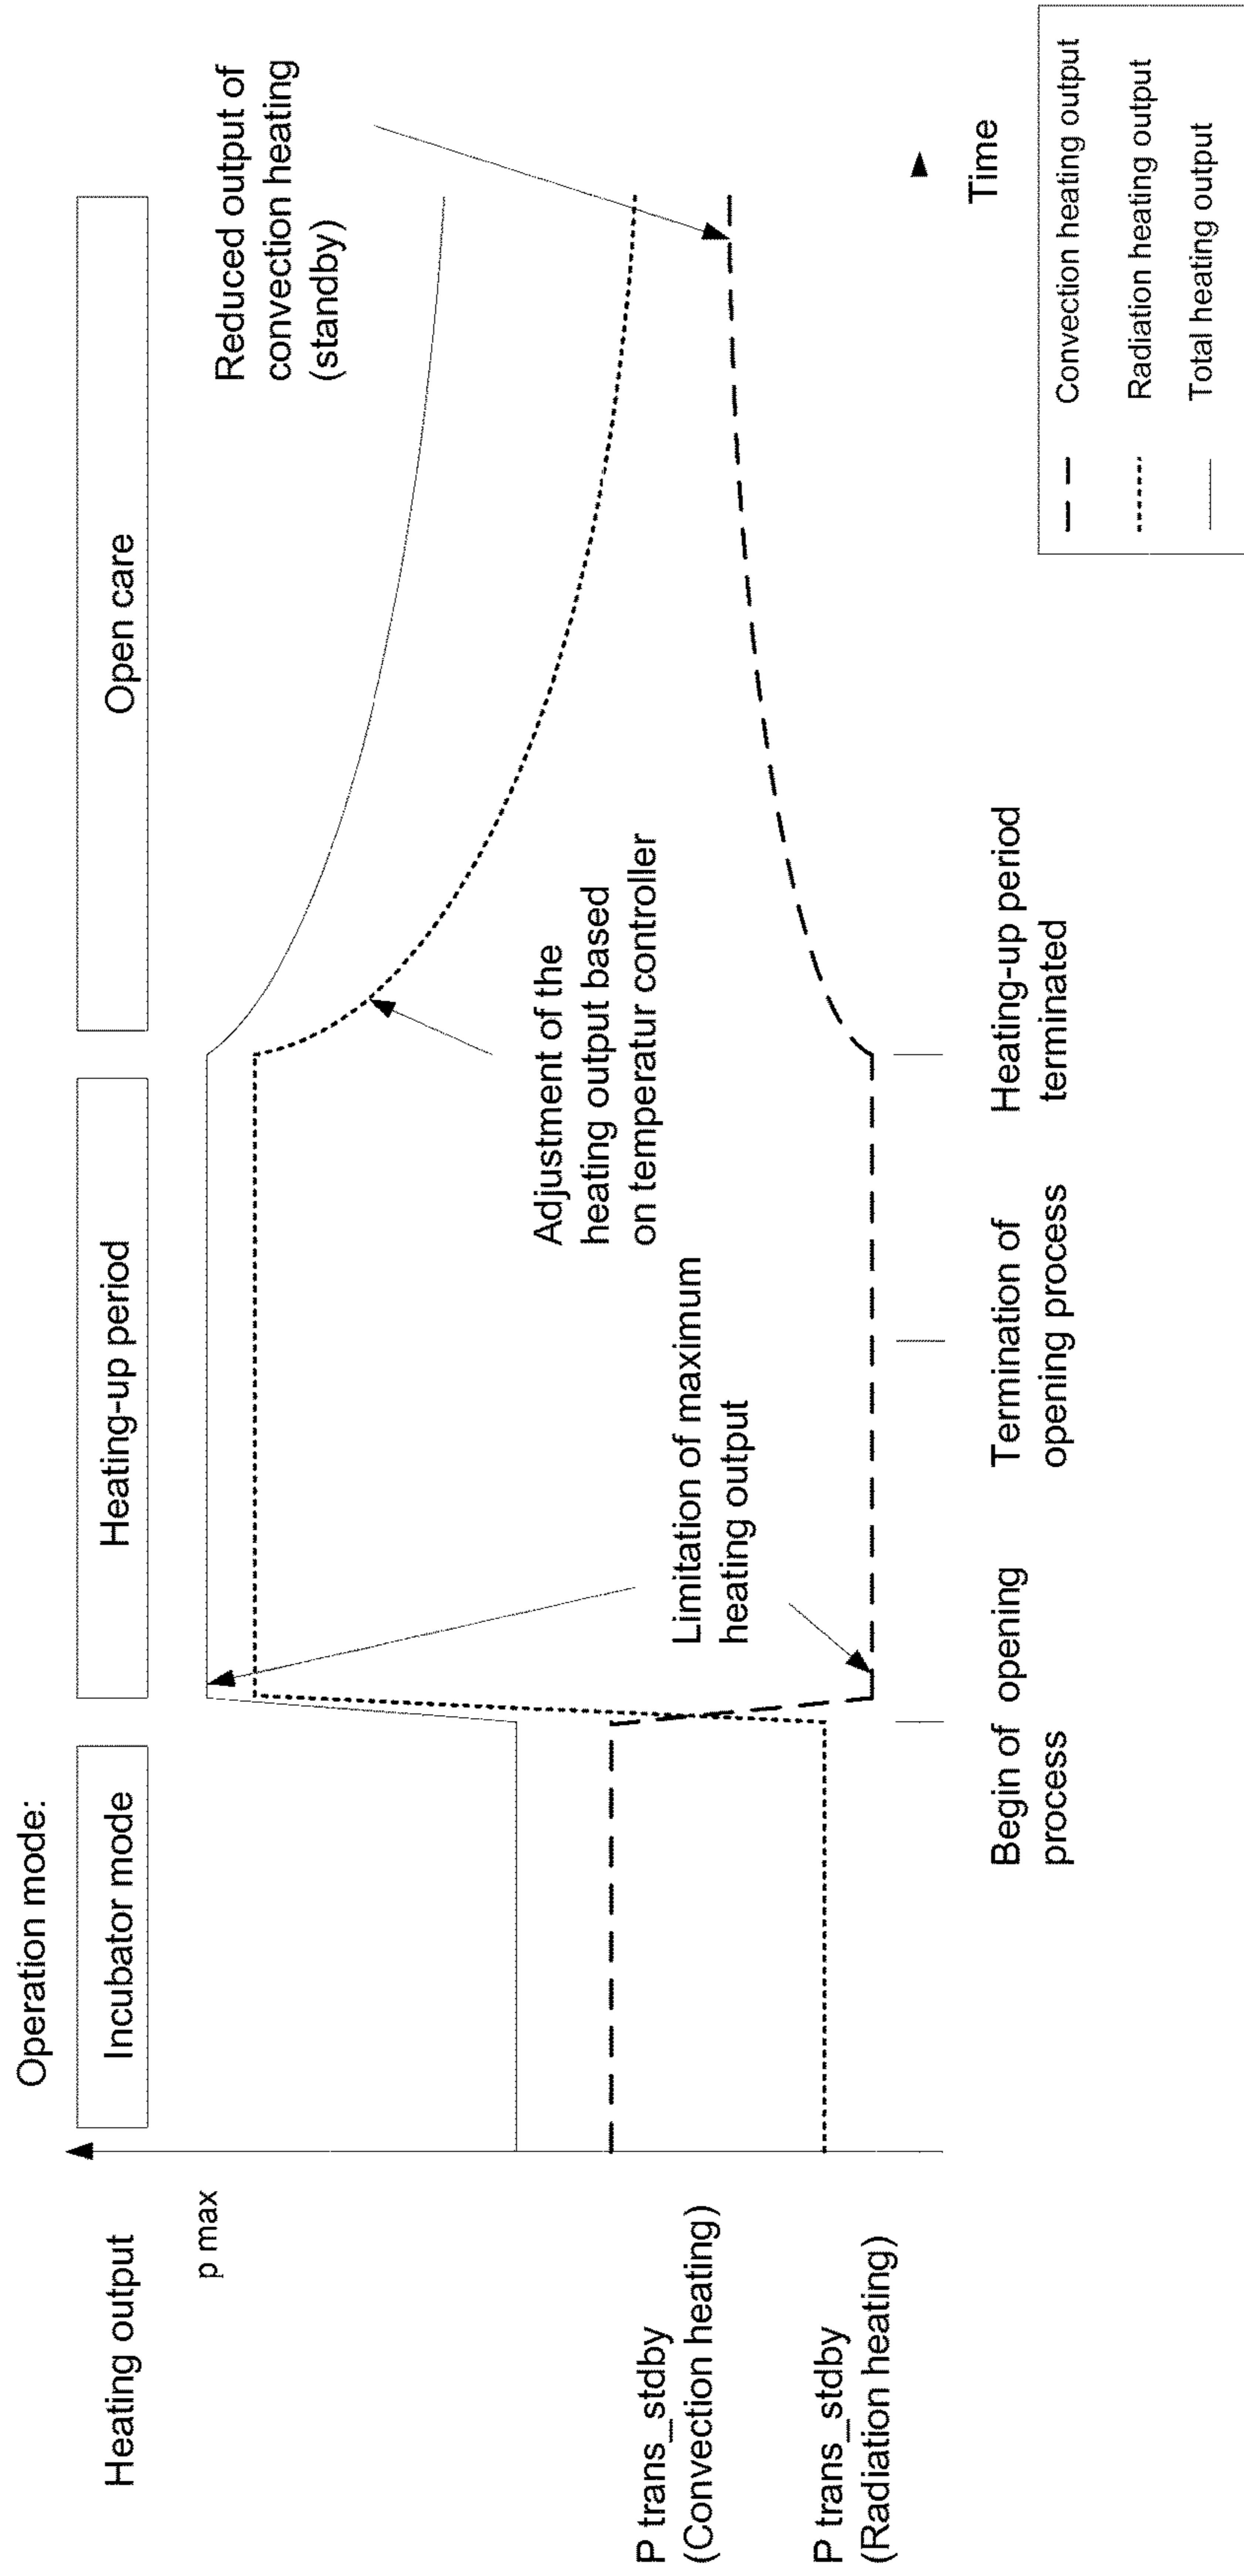 Operation mode:
Heating output
Incubator mode
Heating-up period
Open care
p max
Reduced output of
convection heating
(standby)
Adjustment of the
heating output based
on temperatur controller
Limitation of maximum
heating output
P trans_stdby
(Convection heating)
P trans_stdby
(Radiation heating)
Time
Begin of opening
process
Termination of
opening process
Heating-up period
terminated
Convection heating output
Radiation heating output
Total heating output